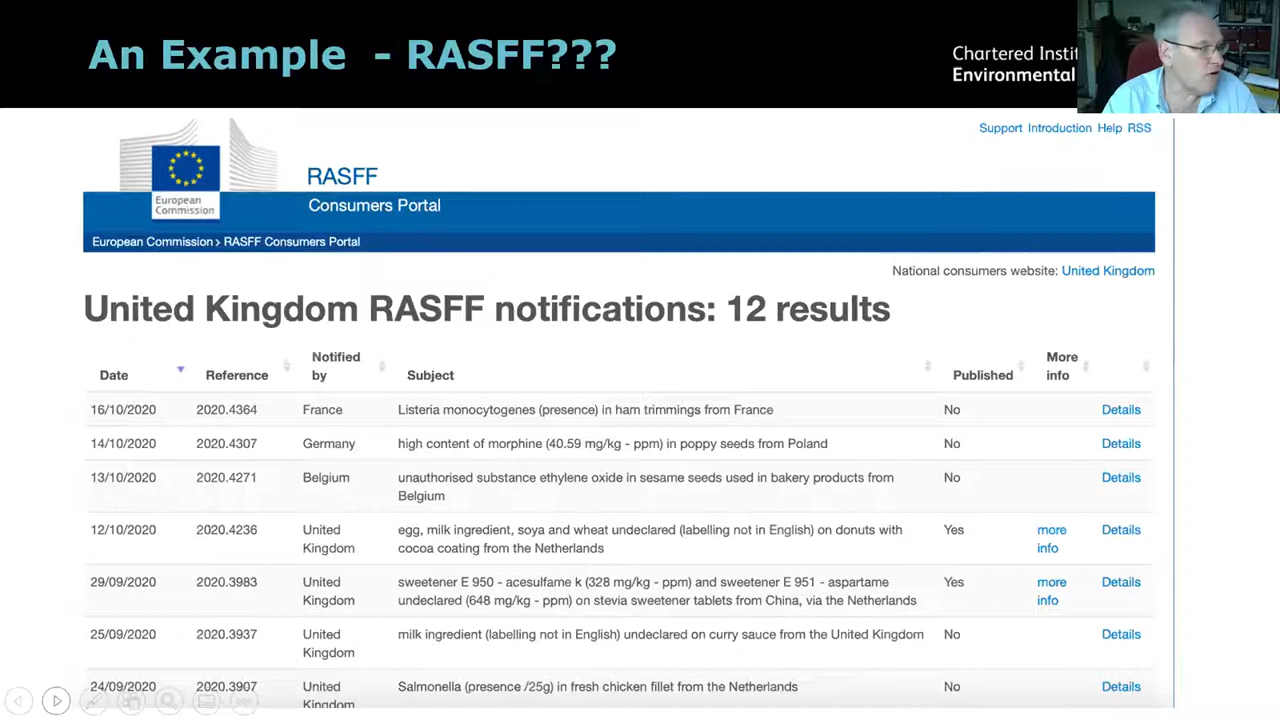 An Example - RASFF???
Chartered Insti
Environmental
Support Introduction Help RSS
European
Commission
RASFF
Consumers Portal
European Commission > RASFF Consumers Portal
National consumers website: United Kingdom
United Kingdom RASFF notifications: 12 results
Date Reference Notified by Subject Published More info
16/10/2020 2020.4364 France Listeria monocytogenes (presence) in ham trimmings from France No Details
14/10/2020 2020.4307 Germany high content of morphine (40.59 mg/kg - ppm) in poppy seeds from Poland No Details
13/10/2020 2020.4271 Belgium unauthorised substance ethylene oxide in sesame seeds used in bakery products from
Belgium No Details
12/10/2020 2020.4236 United Kingdom egg, milk ingredient, soya and wheat undeclared (labelling not in English) on donuts with
cocoa coating from the Netherlands Yes more info Details
29/09/2020 2020.3983 United Kingdom sweetener E 950 - acesulfame k (328 mg/kg - ppm) and sweetener E 951 - aspartame
undeclared (648 mg/kg - ppm) on stevia sweetener tablets from China, via the Netherlands Yes more info Details
25/09/2020 2020.3937 United Kingdom milk ingredient (labelling not in English) undeclared on curry sauce from the United Kingdom No Details
24/09/2020 2020.3907 United Kingdom Salmonella (presence /25g) in fresh chicken fillet from the Netherlands No Details